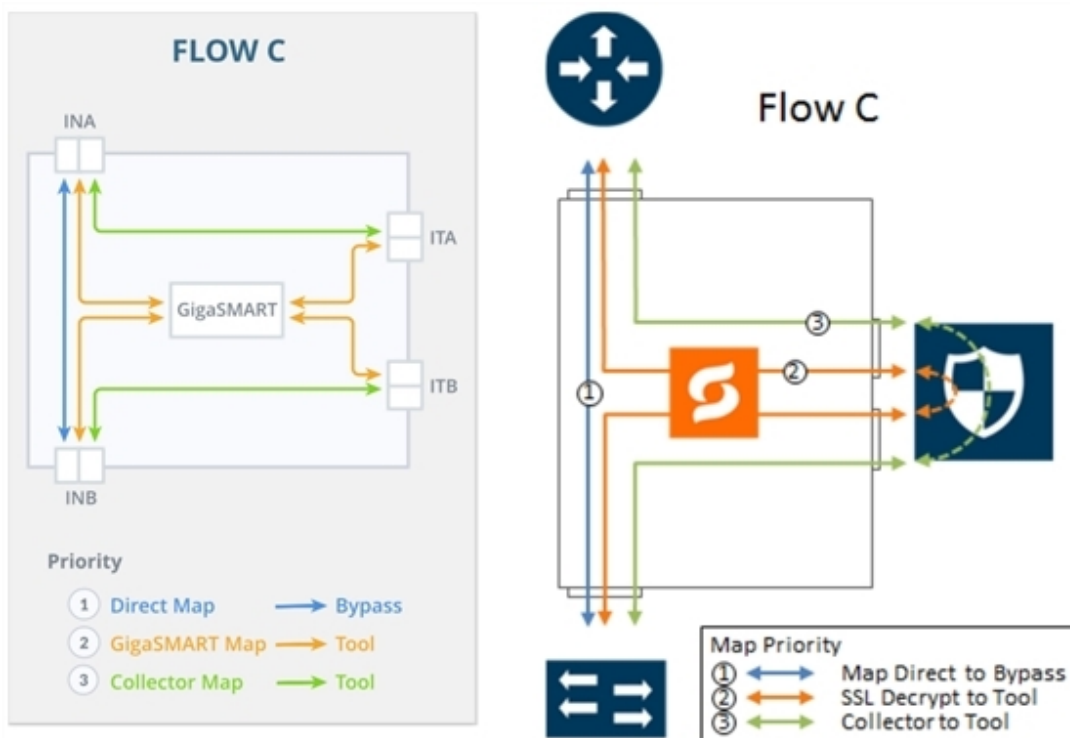 FLOW C
INA
ITA
GigaSMART
ITB
INB
Priority
1 Direct Map Bypass
2 GigaSMART Map Tool
3 Collector Map Tool
Flow C
3
2
1
Map Priority
1 Map Direct to Bypass
2 SSL Decrypt to Tool
3 Collector to Tool